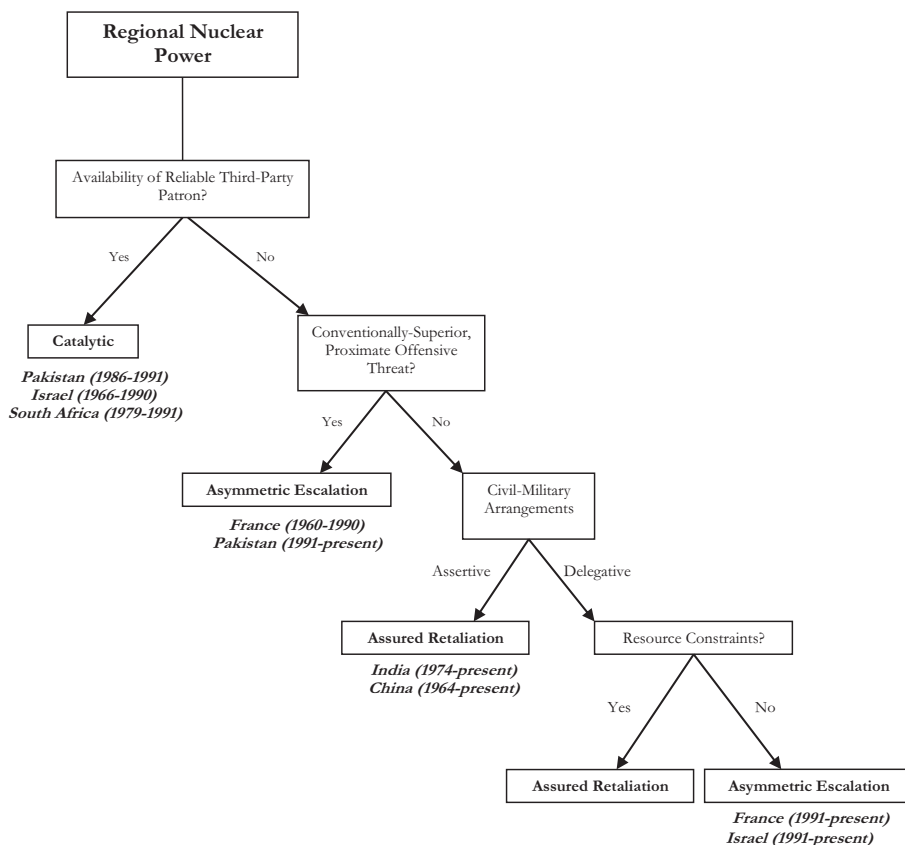 Regional Nuclear
Power
Availability of Reliable Third-Party
Patron?
Yes
No
Catalytic
Pakistan (1986-1991)
Israel (1966-1990)
South Africa (1979-1991)
Conventionally-Superior,
Proximate Offensive
Threat?
Yes
No
Asymmetric Escalation
France (1960-1990)
Pakistan (1991-present)
Civil-Military
Arrangements
Assertive
Delegative
Assured Retaliation
India (1974-present)
China (1964-present)
Resource Constraints?
Yes
No
Assured Retaliation
Asymmetric Escalation
France (1991-present)
Israel (1991-present)